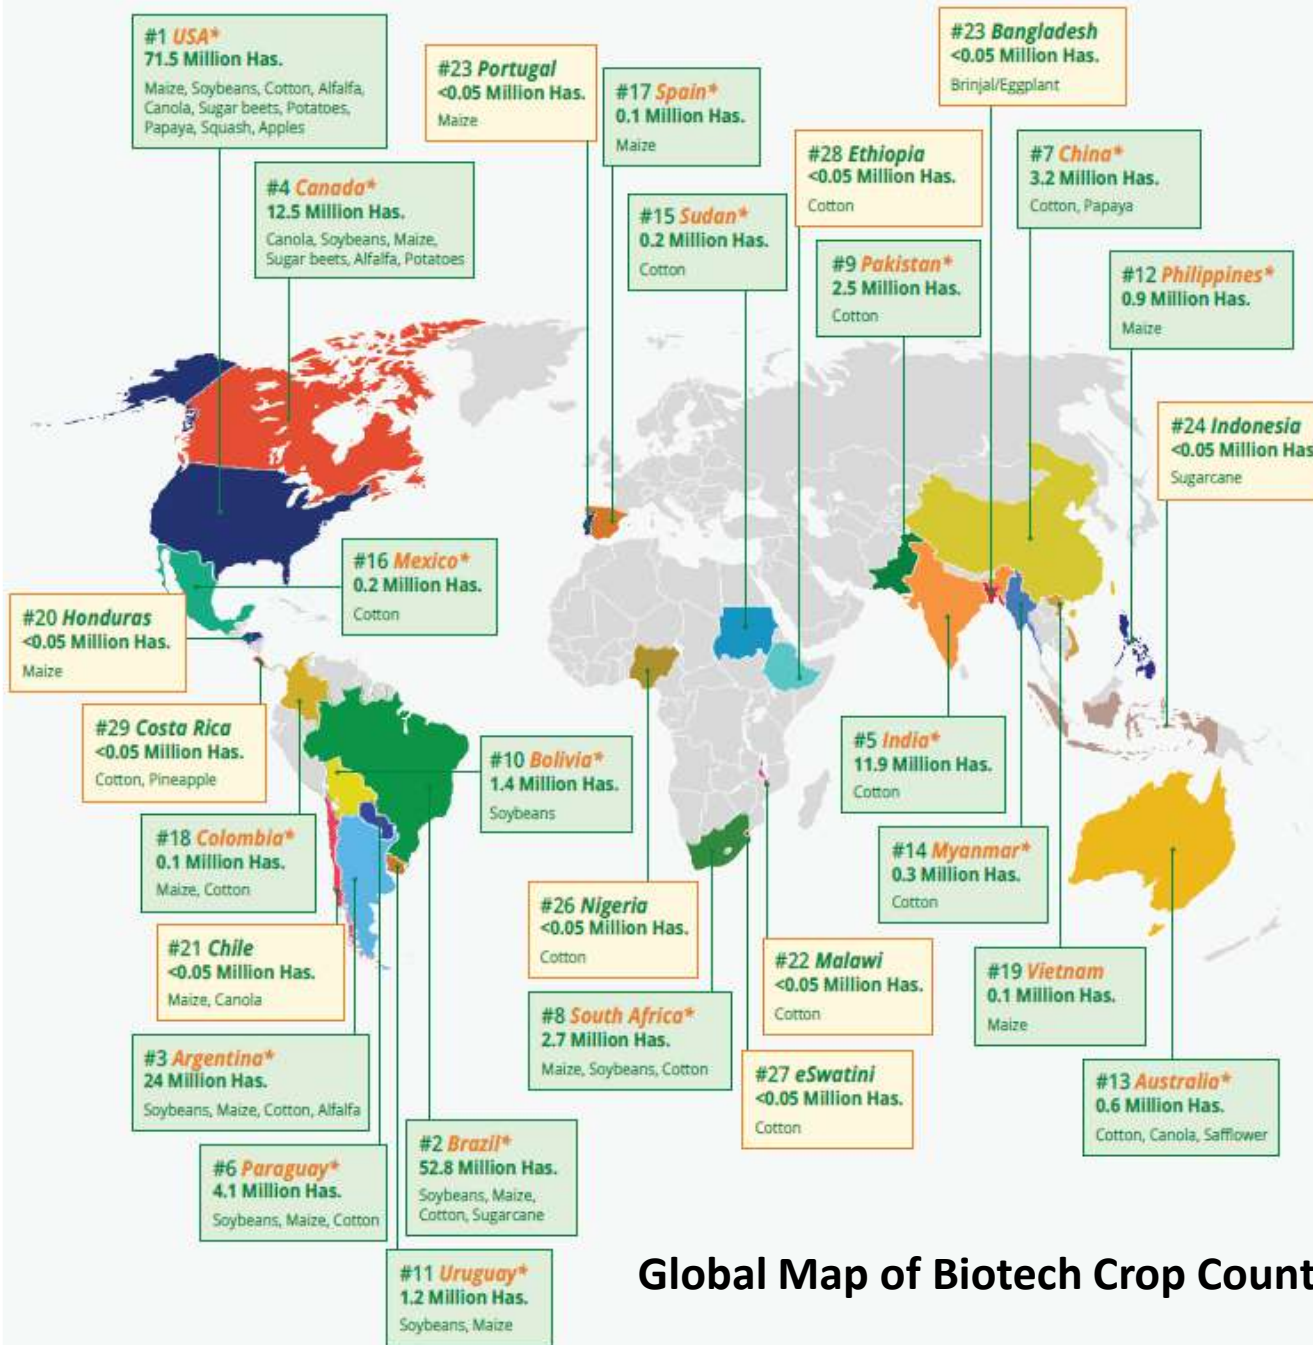 #1 USA*
71.5 Million Has.
Maize, Soybeans, Cotton, Alfalfa,
Canola, Sugar beets, Potatoes,
Papaya, Squash, Apples
#4 Canada*
12.5 Million Has.
Canola, Soybeans, Maize,
Sugar beets, Alfalfa, Potatoes
#23 Portugal
<0.05 Million Has.
Maize
#17 Spain*
0.1 Million Has.
Maize
#15 Sudan*
0.2 Million Has.
Cotton
#28 Ethiopia
<0.05 Million Has.
Cotton
#9 Pakistan*
2.5 Million Has.
Cotton
#23 Bangladesh
<0.05 Million Has.
Brinjal/Eggplant
#7 China*
3.2 Million Has.
Cotton, Papaya
#12 Philippines*
0.9 Million Has.
Maize
#24 Indonesia
<0.05 Million Has
Sugarcane
#16 Mexico*
0.2 Million Has.
Cotton
#20 Honduras
<0.05 Million Has.
Maize
#29 Costa Rica
<0.05 Million Has.
Cotton, Pineapple
#10 Bolivia*
1.4 Million Has.
Soybeans
#18 Colombia*
0.1 Million Has.
Maize, Cotton
#21 Chile
<0.05 Million Has.
Maize, Canola
#3 Argentina*
24 Million Has.
Soybeans, Maize, Cotton, Alfalfa
#6 Paraguay*
4.1 Million Has.
Soybeans, Maize, Cotton
#2 Brazil*
52.8 Million Has.
Soybeans, Maize,
Cotton, Sugarcane
#11 Uruguay*
1.2 Million Has.
Soybeans, Maize
#26 Nigeria
<0.05 Million Has.
Cotton
#8 South Africa*
2.7 Million Has.
Maize, Soybeans, Cotton
#22 Malawi
<0.05 Million Has.
Cotton
#27 eSwatini
<0.05 Million Has.
Cotton
#5 India*
11.9 Million Has.
Cotton
#14 Myanmar*
0.3 Million Has.
Cotton
#19 Vietnam
0.1 Million Has.
Maize
#13 Australia*
0.6 Million Has.
Cotton, Canola, Safflower
Global Map of Biotech Crop Count